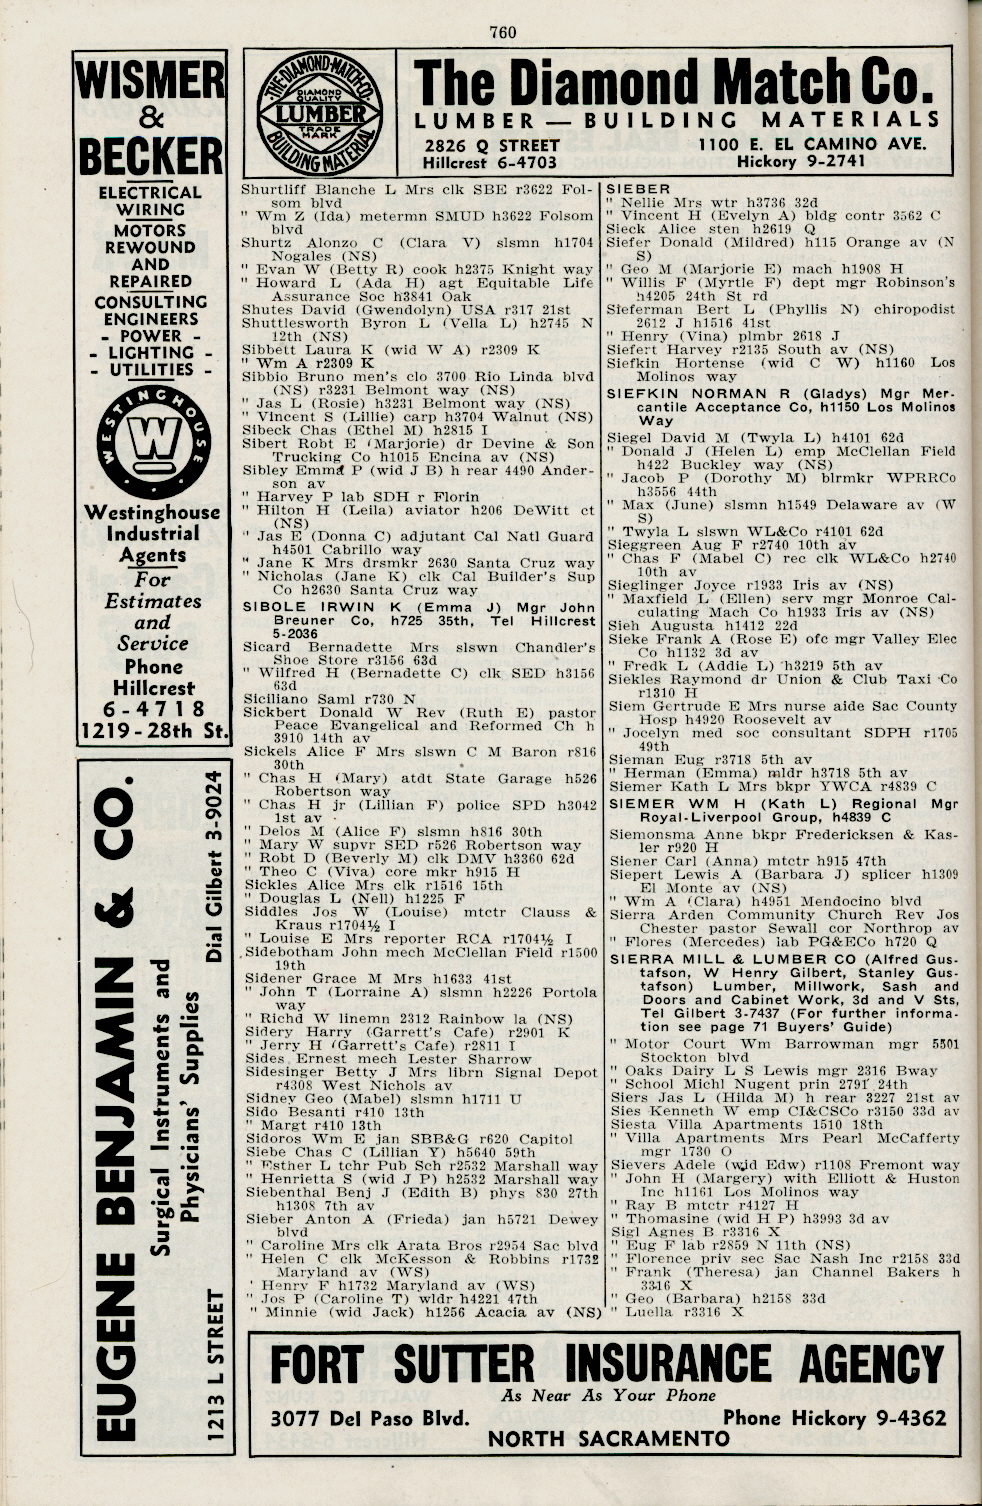 760
WISMER
&
BECKER
ELECTRICAL
WIRING
MOTORS
REWOUND
AND
REPAIRED
CONSULTING
ENGINEERS
- POWER -
- LIGHTING -
- UTILITIES -
WESTINGHOUSE
W
Westinghouse
Industrial
Agents
For
Estimates
and
Service
Phone
Hillcrest
6-4718
1219-28th St.
EUGENE BENJAMIN & CO.
Surgical Instruments and
Physicians' Supplies
1213 L STREET
Dial Gilbert 3-9024
THE DIAMOND MATCH CO.
DIAMOND
QUALITY
LUMBER
TRADE
MARK
BUILDING MATERIAL
The Diamond Match Co.
LUMBER — BUILDING MATERIALS
2826 Q STREET
1100 E. EL CAMINO AVE.
Hillcrest 6-4703
Hickory 9-2741
Shurtliff Blanche L Mrs clk SBE r3622 Fol-
som blvd
" Wm Z (Ida) metermn SMUD h3622 Folsom
blvd
Shurtz Alonzo C (Clara V) slsmn h1704
Nogales (NS)
" Evan W (Betty R) cook h2375 Knight way
" Howard L (Ada H) agt Equitable Life
Assurance Soc h3841 Oak
Shutes David (Gwendolyn) USA r317 21st
Shuttlesworth Byron L (Vella L) h2745 N
12th (NS)
Sibbett Laura K (wid W A) r2309 K
" Wm A r2309 K
Sibbio Bruno men's clo 3700 Rio Linda blvd
(NS) r3231 Belmont way (NS)
" Jas L (Rosie) h3231 Belmont way (NS)
" Vincent S (Lillie) carp h3704 Walnut (NS)
Sibeck Chas (Ethel M) h2815 I
Sibert Robt E (Marjorie) dr Devine & Son
Trucking Co h1015 Encina av (NS)
Sibley Emma P (wid J B) h rear 4490 Ander-
son av
" Harvey P lab SDH r Florin
" Hilton H (Leila) aviator h206 DeWitt ct
(NS)
" Jas E (Donna C) adjutant Cal Natl Guard
h4501 Cabrillo way
" Jane K Mrs drsmkr 2630 Santa Cruz way
" Nicholas (Jane K) clk Cal Builder's Sup
Co h2630 Santa Cruz way
SIBOLE IRWIN K (Emma J) Mgr John
Breuner Co, h725 35th, Tel Hillcrest
5-2036
Sicard Bernadette Mrs slswn Chandler's
Shoe Store r3156 63d
" Wilfred H (Bernadette C) clk SED h3156
63d
Siciliano Saml r730 N
Sickbert Donald W Rev (Ruth E) pastor
Peace Evangelical and Reformed Ch h
3910 14th av
Sickels Alice F Mrs slswn C M Baron r816
30th
" Chas H (Mary) atdt State Garage h526
Robertson way
" Chas H jr (Lillian F) police SPD h3042
1st av
" Delos M (Alice F) slsmn h816 30th
" Mary W supvr SED r526 Robertson way
" Robt D (Beverly M) clk DMV h3360 62d
" Theo C (Viva) core mkr h915 H
Sickles Alice Mrs clk r1516 15th
" Douglas L (Nell) h1225 F
Siddles Jos W (Louise) mtctr Clauss &
Kraus r1704½ I
" Louise E Mrs reporter RCA r1704½ I
Sidebotham John mech McClellan Field r1500
19th
Sidener Grace M Mrs h1633 41st
" John T (Lorraine A) slsmn h2226 Portola
way
" Richd W linemn 2312 Rainbow la (NS)
Sidery Harry (Garrett's Cafe) r2901 K
" Jerry H (Garrett's Cafe) r2811 I
Sides Ernest mech Lester Sharrow
Sidesinger Betty J Mrs librn Signal Depot
r4308 West Nichols av
Sidney Geo (Mabel) slsmn h1711 U
Sido Besanti r410 13th
" Margt r410 13th
Sidoros Wm E jan SBB&G r620 Capitol
Siebe Chas C (Lillian Y) h5640 59th
" Esther L tchr Pub Sch r2532 Marshall way
" Henrietta S (wid J P) h2532 Marshall way
Siebenthal Benj J (Edith B) phys 830 27th
h1308 7th av
Sieber Anton A (Frieda) jan h5721 Dewey
blvd
" Caroline Mrs clk Arata Bros r2954 Sac blvd
" Helen C clk McKesson & Robbins r1732
Maryland av (WS)
' Henry F h1732 Maryland av (WS)
" Jos P (Caroline T) wldr h4221 47th
" Minnie (wid Jack) h1256 Acacia av (NS)
SIEBER
" Nellie Mrs wtr h3736 32d
" Vincent H (Evelyn A) bldg contr 3562 C
Sieck Alice sten h2619 Q
Siefer Donald (Mildred) h115 Orange av (N
S)
" Geo M (Marjorie E) mach h1908 H
" Willis F (Myrtle F) dept mgr Robinson's
h4205 24th St rd
Sieferman Bert L (Phyllis N) chiropodist
2612 J h1516 41st
" Henry (Vina) plmbr 2618 J
Siefert Harvey r2135 South av (NS)
Siefkin Hortense (wid C W) h1160 Los
Molinos way
SIEFKIN NORMAN R (Gladys) Mgr Mer-
cantile Acceptance Co, h1150 Los Molinos
Way
Siegel David M (Twyla L) h4101 62d
" Donald J (Helen L) emp McClellan Field
h422 Buckley way (NS)
" Jacob P (Dorothy M) blrmkr WPRRCo
h3556 44th
" Max (June) slsmn h1549 Delaware av (W
S)
" Twyla L slswn WL&Co r4101 62d
Sieggreen Aug F r2740 10th av
" Chas F (Mabel C) rec clk WL&Co h2740
10th av
Sieglinger Joyce r1933 Iris av (NS)
" Maxfield L (Ellen) serv mgr Monroe Cal-
culating Mach Co h1933 Iris av (NS)
Sieh Augusta h1412 22d
Sieke Frank A (Rose E) ofc mgr Valley Elec
Co h1132 3d av
" Fredk L (Addie L) h3219 5th av
Siekles Raymond dr Union & Club Taxi Co
r1310 H
Siem Gertrude E Mrs nurse aide Sac County
Hosp h4920 Roosevelt av
" Jocelyn med soc consultant SDPH r1705
49th
Sieman Eug r3718 5th av
" Herman (Emma) mldr h3718 5th av
Siemer Kath L Mrs bkpr YWCA r4839 C
SIEMER WM H (Kath L) Regional Mgr
Royal-Liverpool Group, h4839 C
Siemonsma Anne bkpr Fredericksen & Kas-
ler r920 H
Siener Carl (Anna) mtctr h915 47th
Siepert Lewis A (Barbara J) splicer h1309
El Monte av (NS)
" Wm A (Clara) h4951 Mendocino blvd
Sierra Arden Community Church Rev Jos
Chester pastor Sewall cor Northrop av
" Flores (Mercedes) lab PG&ECo h720 Q
SIERRA MILL & LUMBER CO (Alfred Gus-
tafson, W Henry Gilbert, Stanley Gus-
tafson) Lumber, Millwork, Sash and
Doors and Cabinet Work, 3d and V Sts,
Tel Gilbert 3-7437 (For further informa-
tion see page 71 Buyers' Guide)
" Motor Court Wm Barrowman mgr 5501
Stockton blvd
" Oaks Dairy L S Lewis mgr 2316 Bway
" School Michl Nugent prin 2791 24th
Siers Jas L (Hilda M) h rear 3227 21st av
Sies Kenneth W emp CI&CSCo r3150 33d av
Siesta Villa Apartments 1510 18th
" Villa Apartments Mrs Pearl McCafferty
mgr 1730 O
Sievers Adele (wid Edw) r1108 Fremont way
" John H (Margery) with Elliott & Huston
Inc h1161 Los Molinos way
" Ray B mtctr r4127 H
" Thomasine (wid H P) h3993 3d av
Sigl Agnes B r3316 X
" Eug F lab r2859 N 11th (NS)
" Florence priv sec Sac Nash Inc r2158 33d
" Frank (Theresa) jan Channel Bakers h
3316 X
" Geo (Barbara) h2158 33d
" Luella r3316 X
FORT SUTTER INSURANCE AGENCY
As Near As Your Phone
3077 Del Paso Blvd.
Phone Hickory 9-4362
NORTH SACRAMENTO